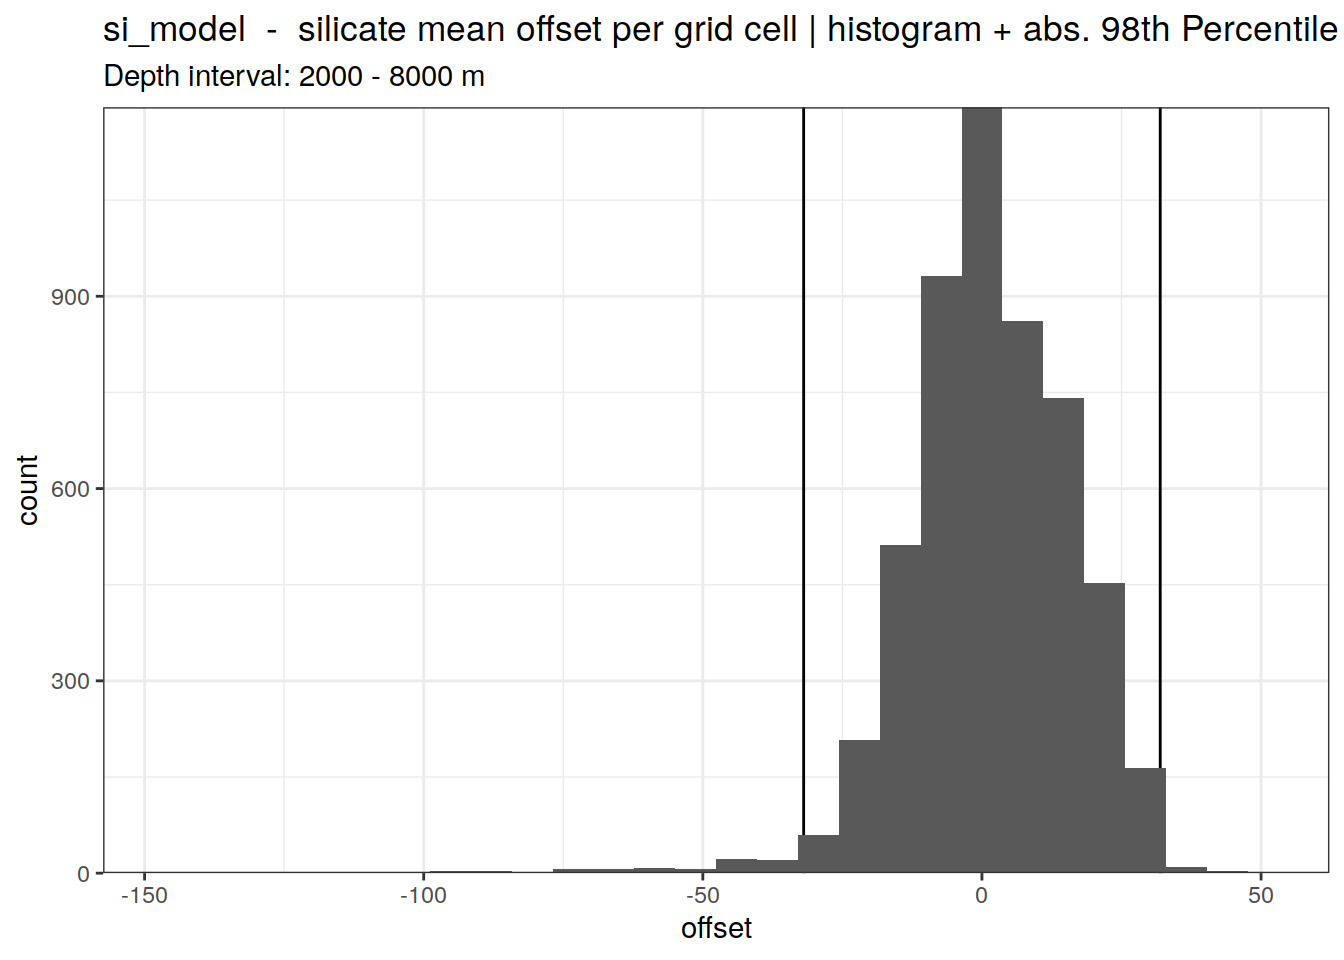 si_model  -  silicate mean offset per grid cell | histogram + abs. 98th Percentile
Depth interval: 2000 - 8000 m
900
600
300
0
count
-150 -100 -50 0 50
offset